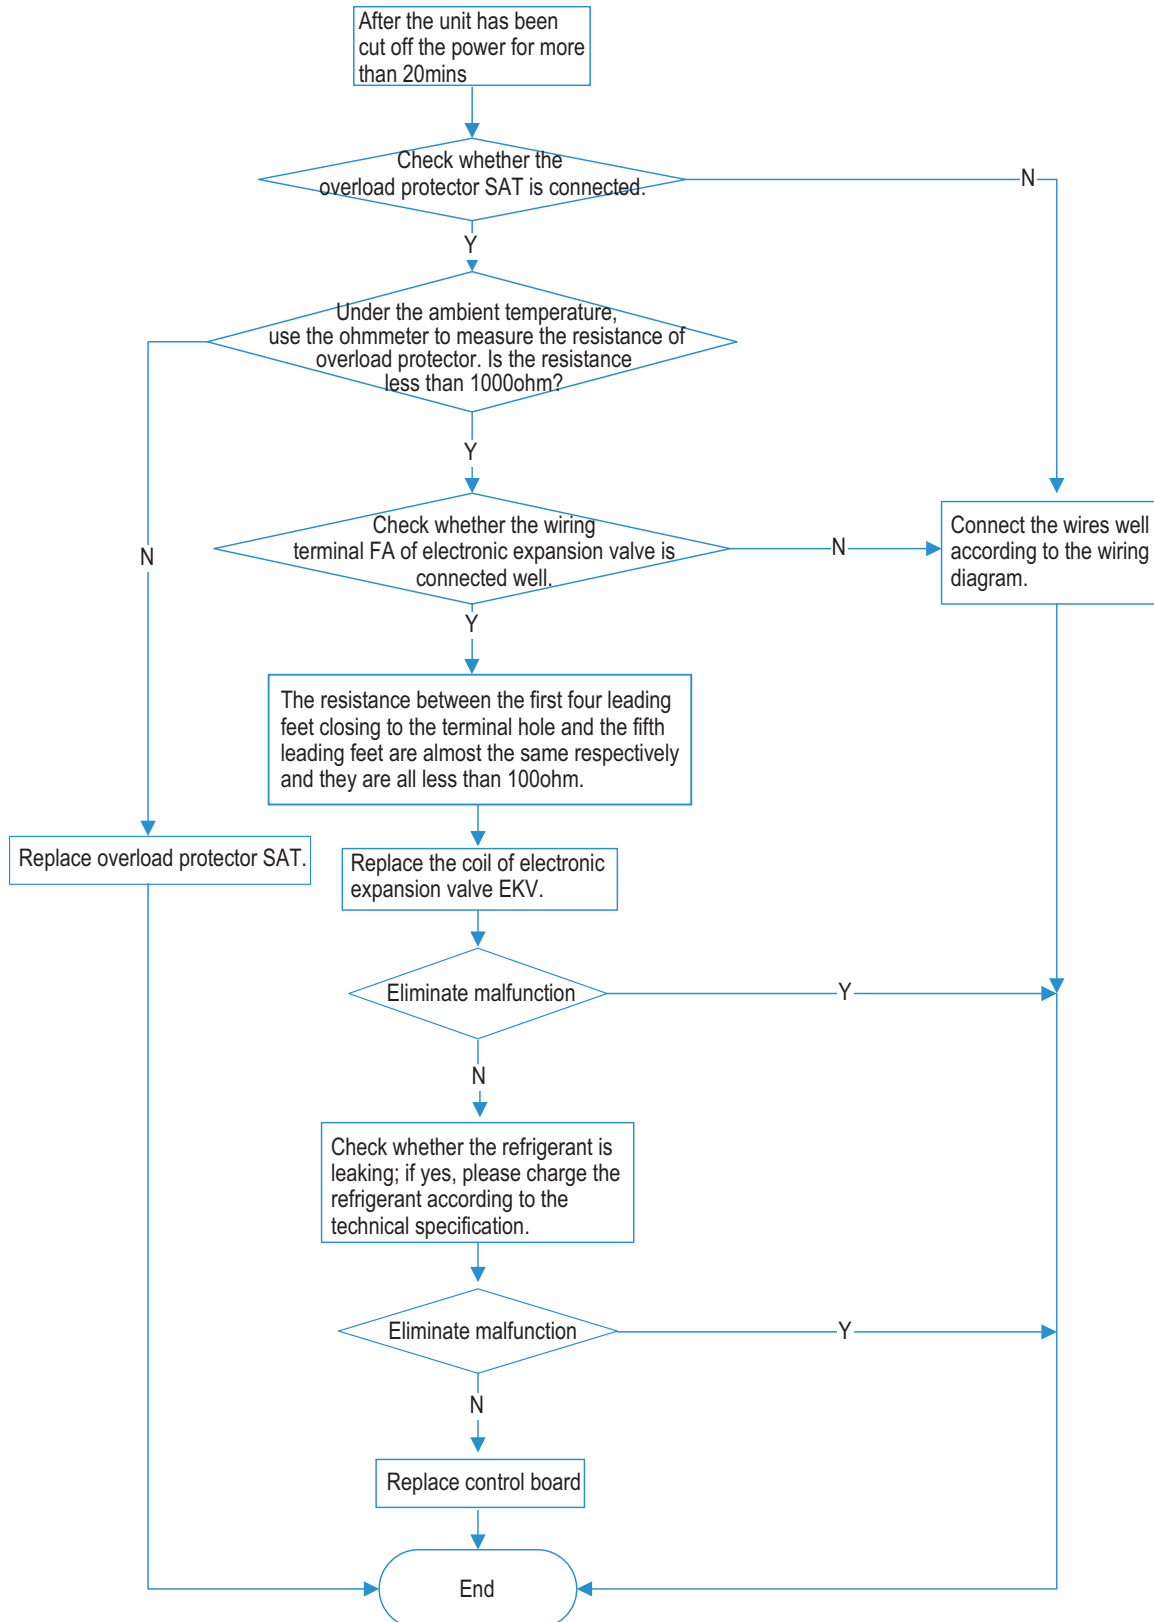 After the unit has been
cut off the power for more
than 20mins
Check whether the
overload protector SAT is connected.
N
Y
Under the ambient temperature,
use the ohmmeter to measure the resistance of
overload protector. Is the resistance
less than 1000ohm?
Y
N
Check whether the wiring
terminal FA of electronic expansion valve is
connected well.
N
Connect the wires well
according to the wiring
diagram.
Y
The resistance between the first four leading
feet closing to the terminal hole and the fifth
leading feet are almost the same respectively
and they are all less than 100ohm.
Replace overload protector SAT.
Replace the coil of electronic
expansion valve EKV.
Eliminate malfunction
Y
N
Check whether the refrigerant is
leaking; if yes, please charge the
refrigerant according to the
technical specification.
Eliminate malfunction
Y
N
Replace control board
End